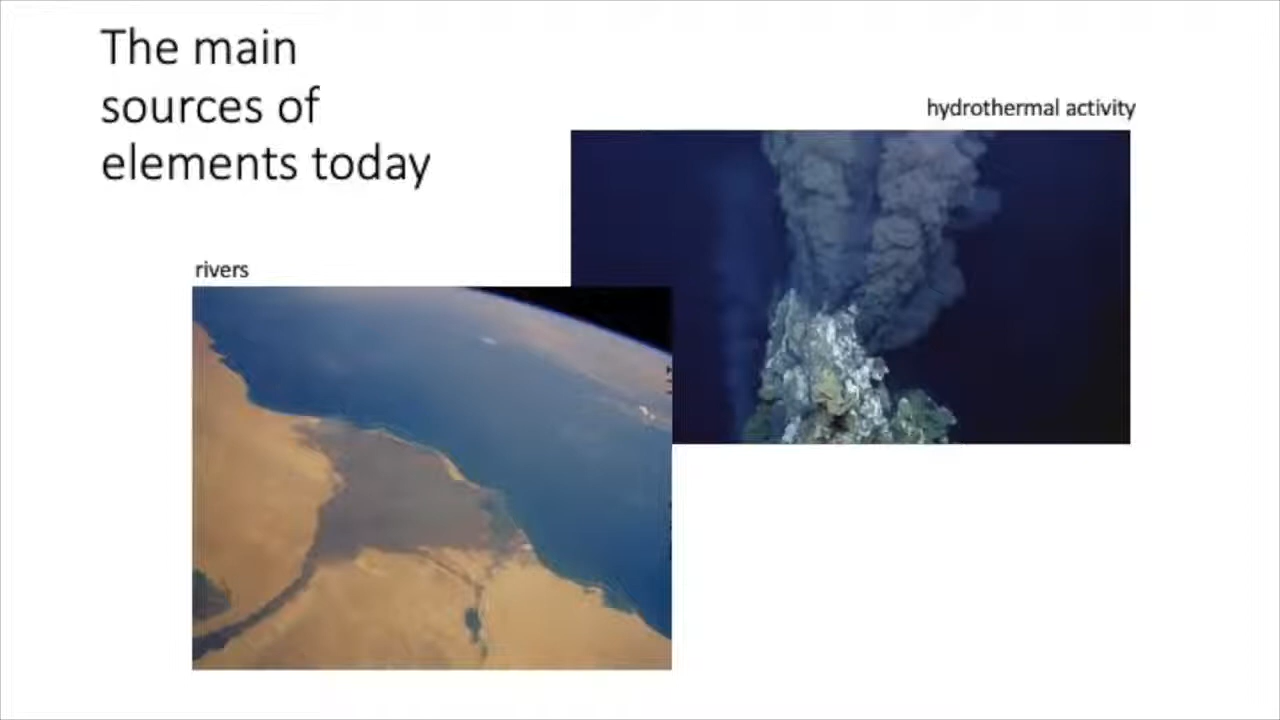 The main
sources of
elements today
hydrothermal activity
rivers